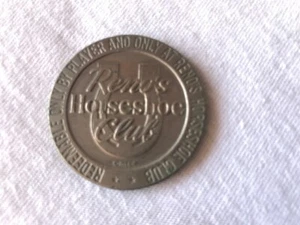 REDEEMABLE ONLY BY PLAYER AND ONLY AT RENO'S HORSESHOE CLUB
Reno's
Horseshoe
Club